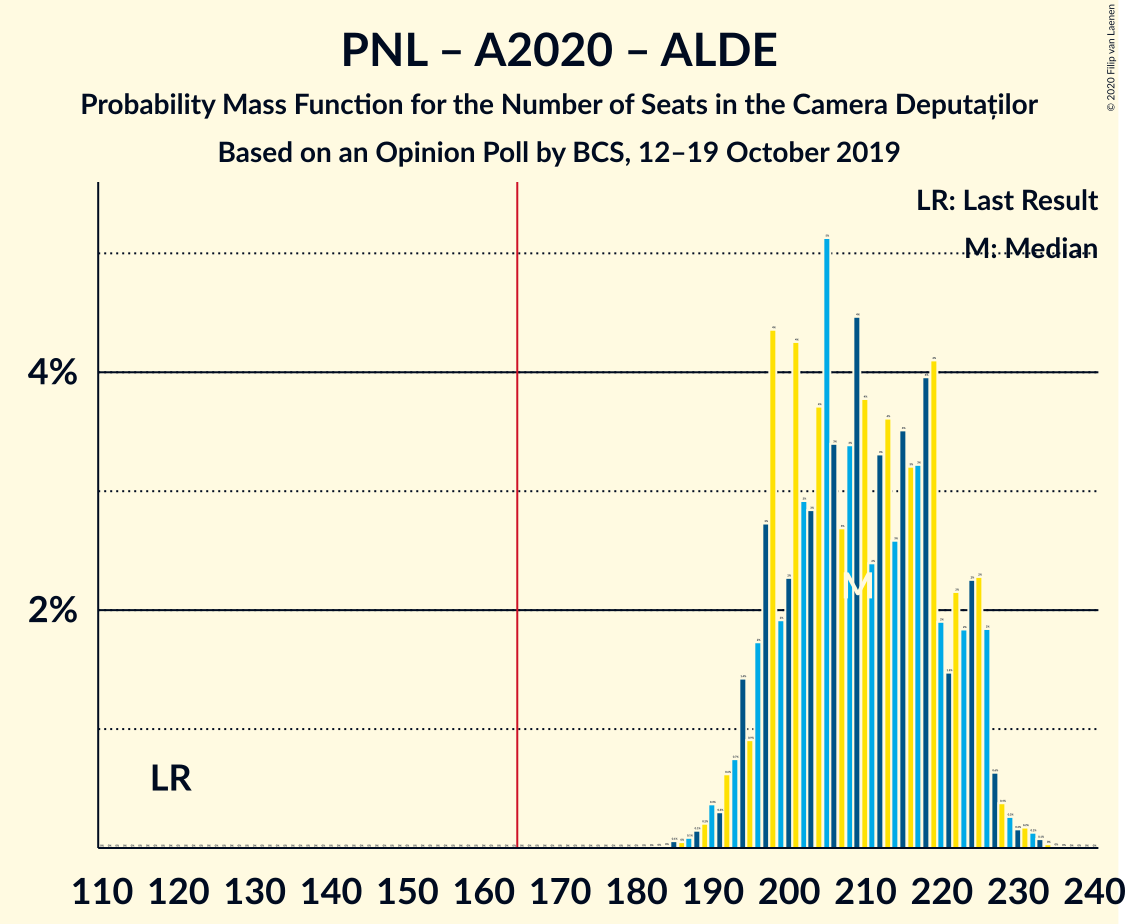 PNL – A2020 – ALDE
Probability Mass Function for the Number of Seats in the Camera Deputaților
Based on an Opinion Poll by BCS, 12–19 October 2019
© 2020 Filip van Laenen
LR: Last Result
M: Median
4%
2%
M
LR
110 120 130 140 150 160 170 180 190 200 210 220 230 240